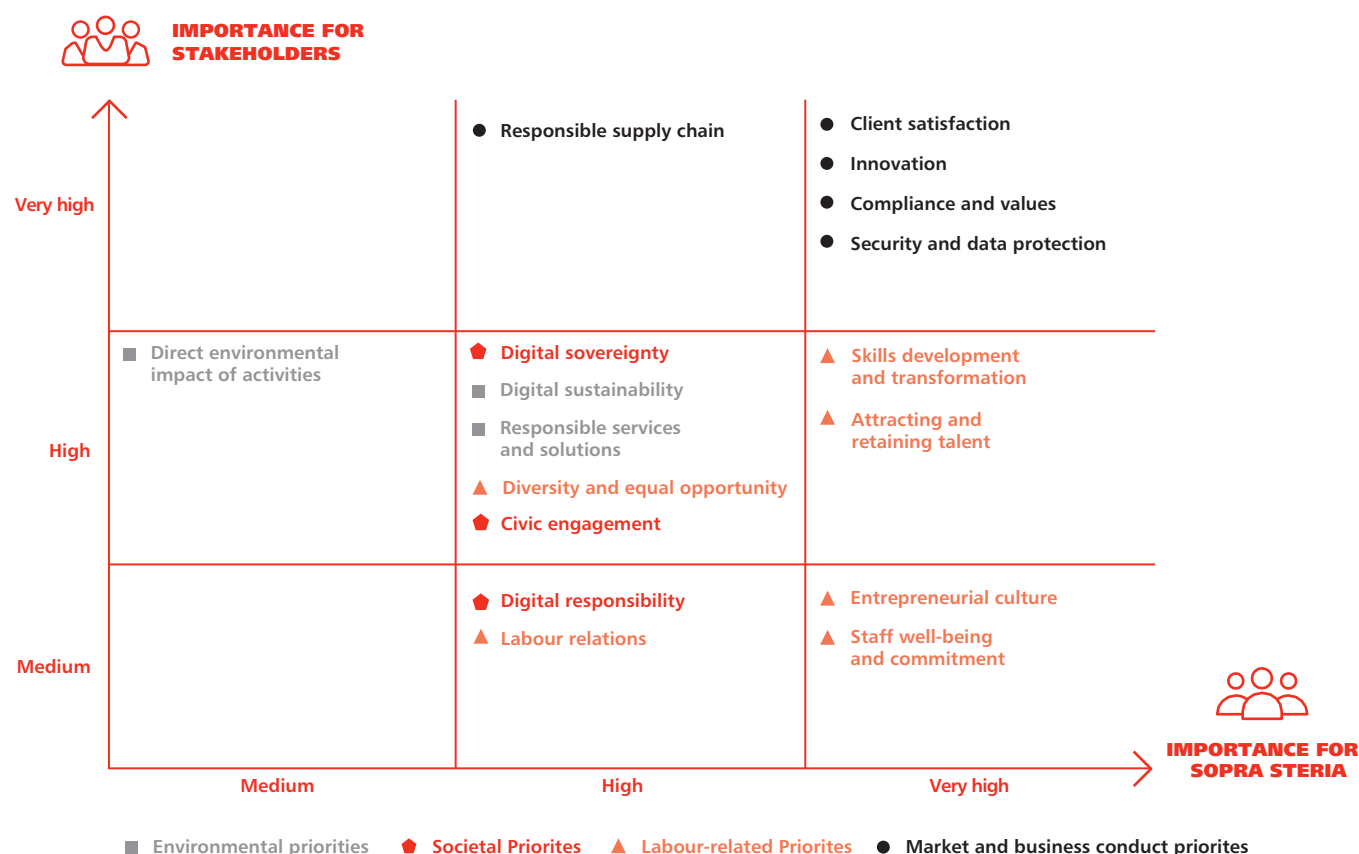 IMPORTANCE FOR
STAKEHOLDERS
Very high
Responsible supply chain
Client satisfaction
Innovation
Compliance and values
Security and data protection
High
Direct environmental
impact of activities
Digital sovereignty
Digital sustainability
Responsible services
and solutions
Diversity and equal opportunity
Civic engagement
Skills development
and transformation
Attracting and
retaining talent
Medium
Digital responsibility
Labour relations
Entrepreneurial culture
Staff well-being
and commitment
IMPORTANCE FOR
SOPRA STERIA
Medium
High
Very high
Environmental priorities
Societal Priorites
Labour-related Priorites
Market and business conduct priorites